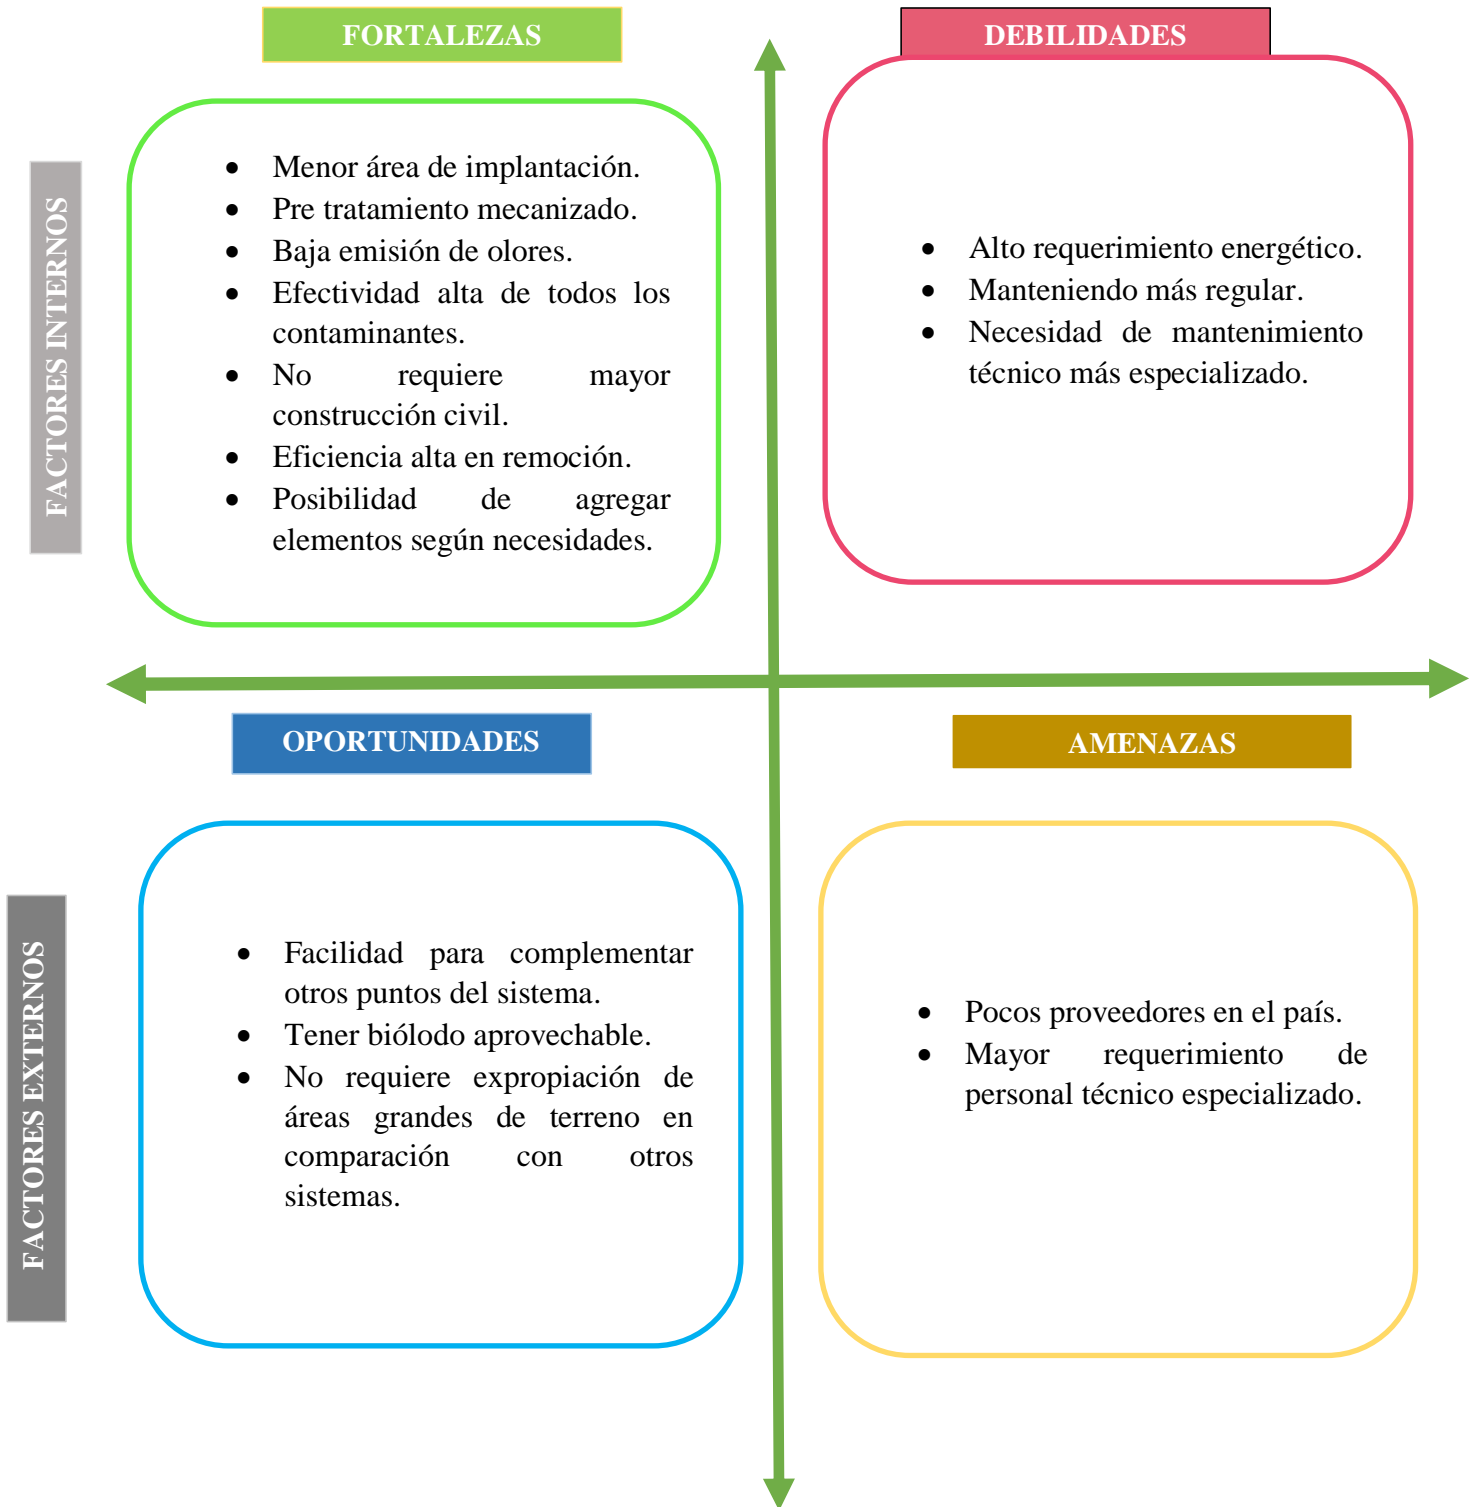 FORTALEZAS
DEBILIDADES
FACTORES INTERNOS
• Menor área de implantación.
• Pre tratamiento mecanizado.
• Baja emisión de olores.
• Efectividad alta de todos los
contaminantes.
• No requiere mayor
construcción civil.
• Eficiencia alta en remoción.
• Posibilidad de agregar
elementos según necesidades.
• Alto requerimiento energético.
• Manteniendo más regular.
• Necesidad de mantenimiento
técnico más especializado.
OPORTUNIDADES
AMENAZAS
FACTORES EXTERNOS
• Facilidad para complementar
otros puntos del sistema.
• Tener biólodo aprovechable.
• No requiere expropiación de
áreas grandes de terreno en
comparación con otros
sistemas.
• Pocos proveedores en el país.
• Mayor requerimiento de
personal técnico especializado.